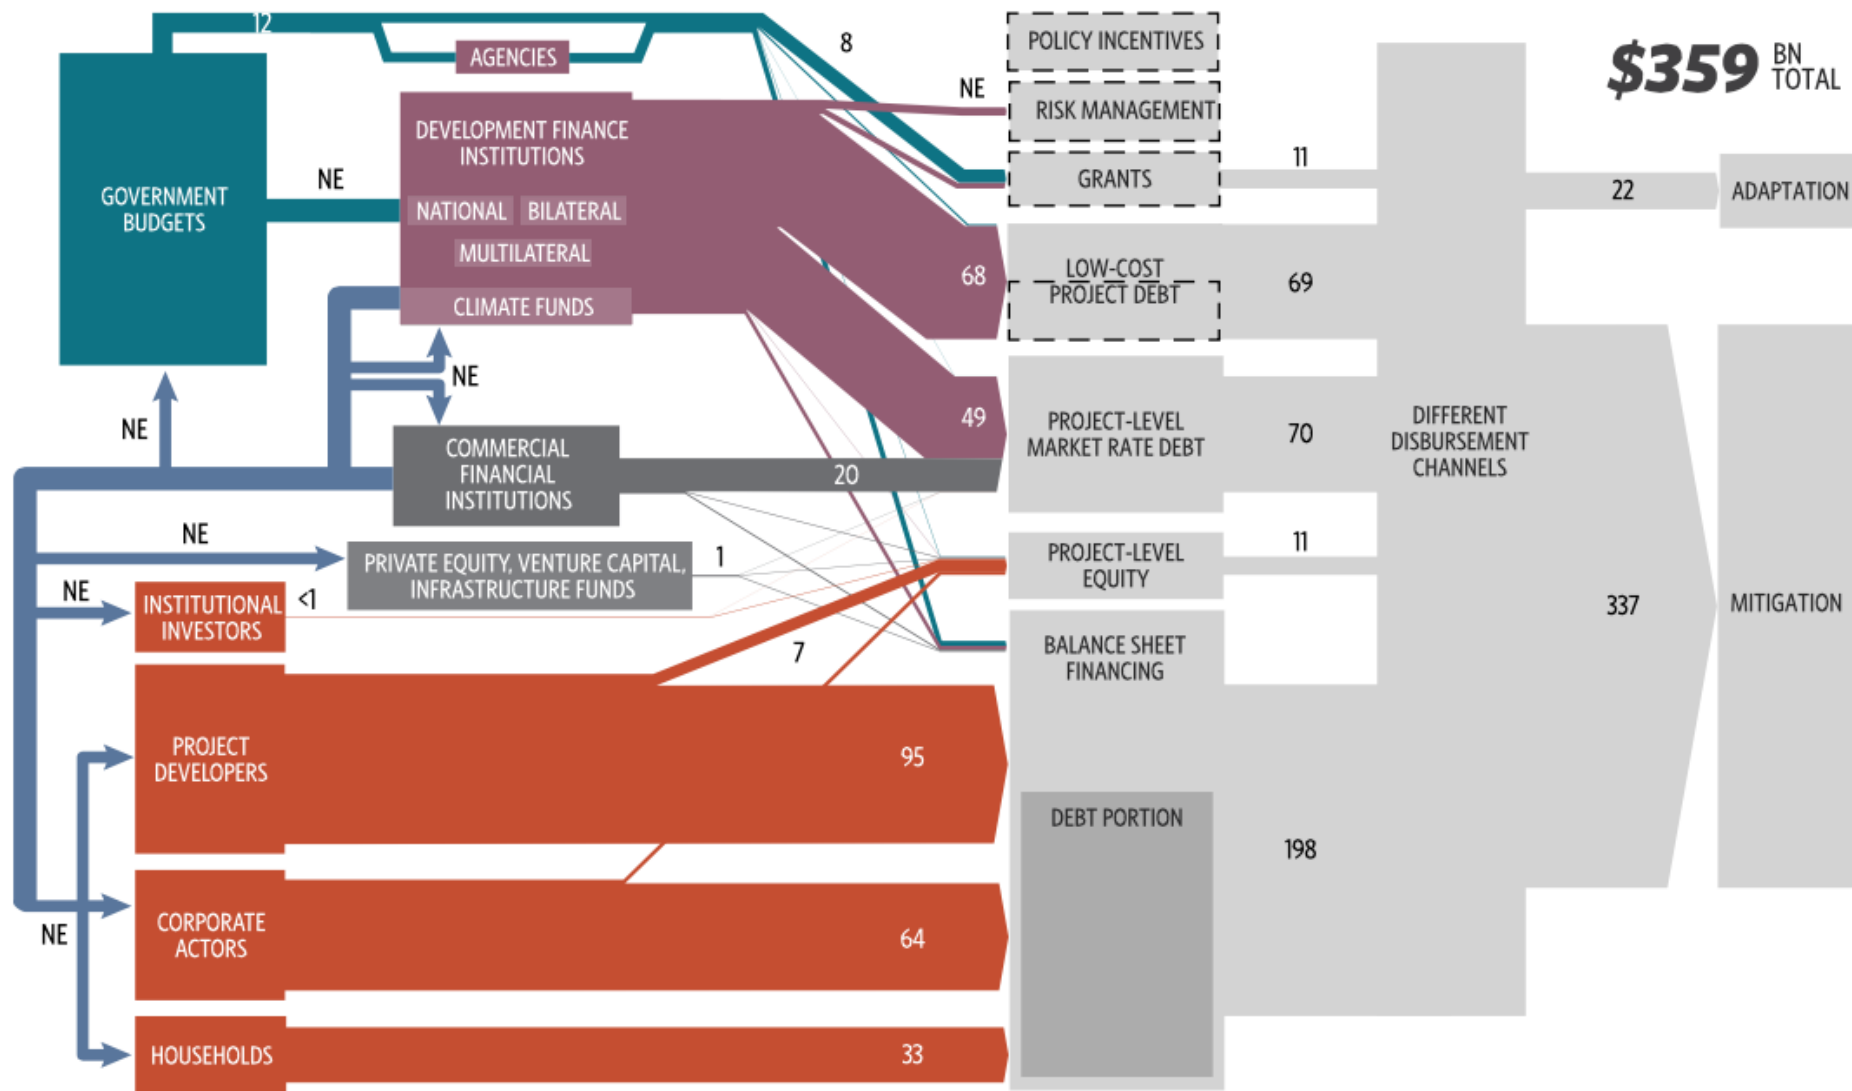 12
AGENCIES
8
POLICY INCENTIVES
$359 BN
TOTAL
NE
RISK MANAGEMENT
DEVELOPMENT FINANCE
INSTITUTIONS
NATIONAL
BILATERAL
MULTILATERAL
CLIMATE FUNDS
GOVERNMENT
BUDGETS
NE
GRANTS
11
22
ADAPTATION
68
LOW-COST
PROJECT DEBT
69
NE
NE
49
PROJECT-LEVEL
MARKET RATE DEBT
70
DIFFERENT
DISBURSEMENT
CHANNELS
COMMERCIAL
FINANCIAL
INSTITUTIONS
20
NE
PRIVATE EQUITY, VENTURE CAPITAL,
INFRASTRUCTURE FUNDS
1
PROJECT-LEVEL
EQUITY
11
NE
INSTITUTIONAL
INVESTORS
<1
337
MITIGATION
7
BALANCE SHEET
FINANCING
PROJECT
DEVELOPERS
95
DEBT PORTION
198
NE
CORPORATE
ACTORS
64
HOUSEHOLDS
33